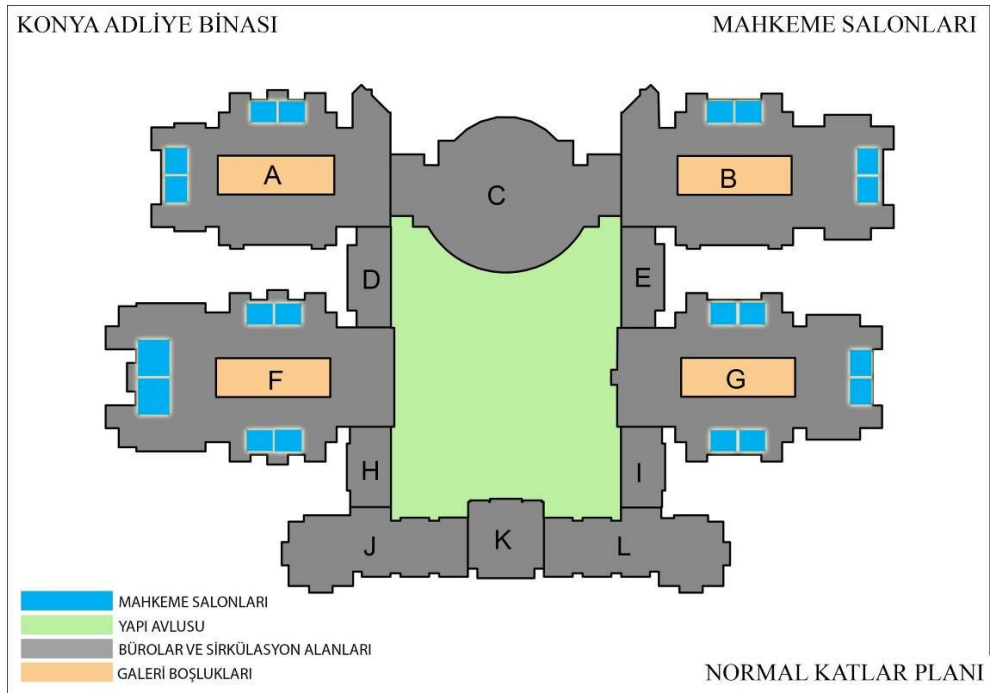 KONYA ADLİYE BİNASI
MAHKEME SALONLARI
A
B
C
D
E
F
G
H
I
J
K
L
MAHKEME SALONLARI
YAPI AVLUSU
BÜROLAR VE SİRKÜLASYON ALANLARI
GALERİ BOŞLUKLARI
NORMAL KATLAR PLANI